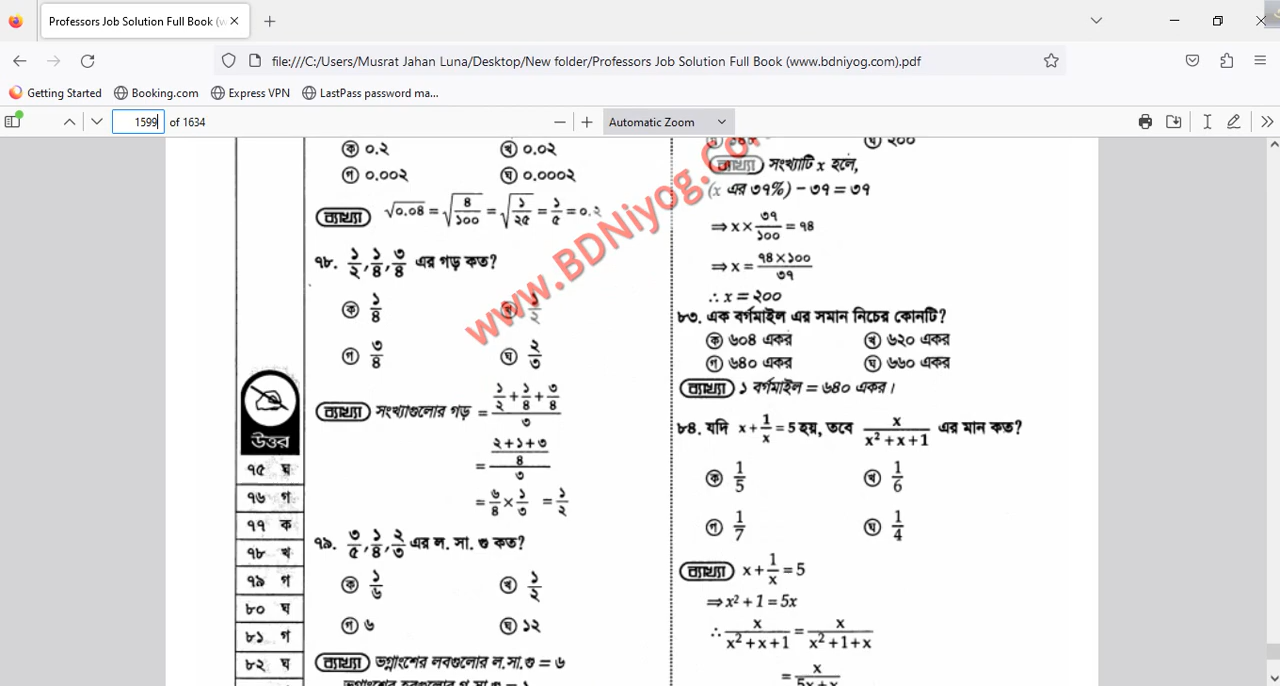 Professors Job Solution Full Book (w
file:///C:/Users/Musrat Jahan Luna/Desktop/New folder/Professors Job Solution Full Book (www.bdniyog.com).pdf
Getting Started
Booking.com
Express VPN
LastPass password ma...
1599 of 1634
Automatic Zoom
ক ০.২ খ ০.০২
গ ০.০০২ ঘ ০.০০০২
ব্যাখ্যা √০.০৪ = √৪/১০০ = √১/২৫ = ১/৫ = ০.২
৭৮. ১/২, ১/৪, ৩/৪ এর গড় কত?
ক ১/৪ খ ১/২
গ ৩/৪ ঘ ২/৩
ব্যাখ্যা সংখ্যাগুলোর গড় = (১/২ + ১/৪ + ৩/৪)/৩
= ((২+১+৩)/৪)/৩
= ৬/৪ × ১/৩ = ১/২
৭৯. ৩/৫, ১/৪, ২/৩ এর ল. সা. গু কত?
ক ১/৬ খ ১/২
গ ৬ ঘ ১২
ব্যাখ্যা ভগ্নাংশের লবগুলোর ল.সা.গু = ৬
উত্তর
৭৫ ঘ
৭৬ গ
৭৭ ক
৭৮ খ
৭৯ গ
৮০ ঘ
৮১ গ
৮২ ঘ
www.BDNiyog.Co
ঘ ২০০
ব্যাখ্যা সংখ্যাটি x হলে,
(x এর ৩৭%) – ৩৭ = ৩৭
⇒ x × ৩৭/১০০ = ৭৪
⇒ x = ৭৪×১০০/৩৭
∴ x = ২০০
৮৩. এক বর্গমাইল এর সমান নিচের কোনটি?
ক ৬০৪ একর খ ৬২০ একর
গ ৬৪০ একর ঘ ৬৬০ একর
ব্যাখ্যা ১ বর্গমাইল = ৬৪০ একর।
৮৪. যদি x + 1/x = 5 হয়, তবে x/(x²+x+1) এর মান কত?
ক 1/5 খ 1/6
গ 1/7 ঘ 1/4
ব্যাখ্যা x + 1/x = 5
⇒ x² + 1 = 5x
∴ x/(x²+x+1) = x/(x²+1+x)
= x/(5x+x)